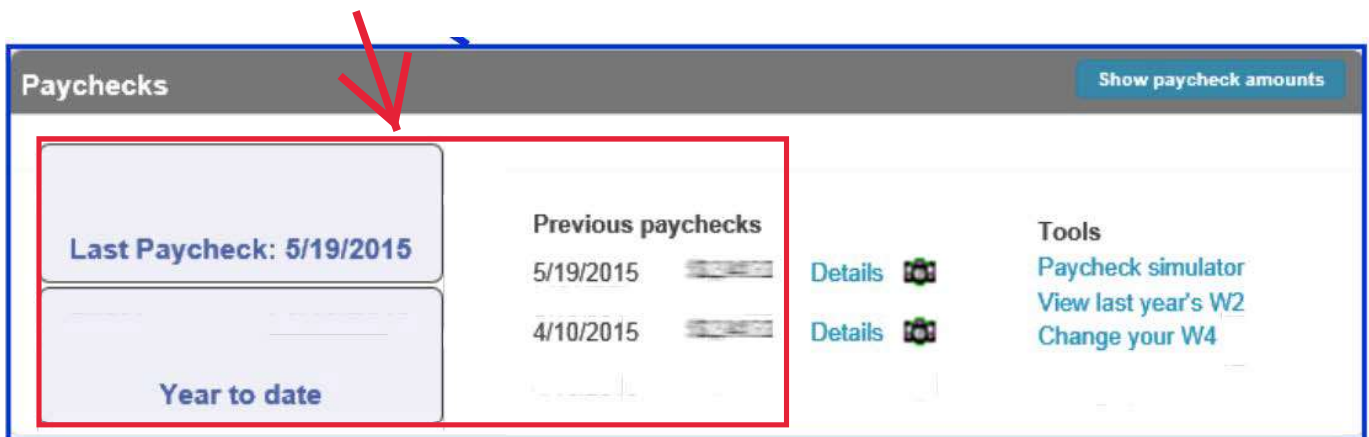 Paychecks
Show paycheck amounts
Last Paycheck: 5/19/2015
Year to date
Previous paychecks
5/19/2015 Details
4/10/2015 Details
Tools
Paycheck simulator
View last year's W2
Change your W4